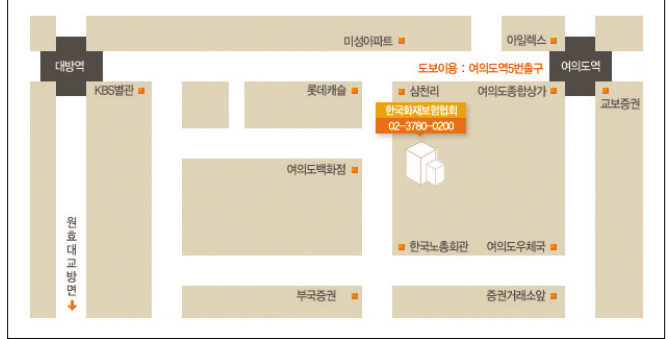 미성아파트
아일렉스
대방역
도보이용 : 여의도역5번출구
여의도역
KBS별관
롯데캐슬
삼천리
여의도종합상가
교보증권
한국화재보험협회
02-3780-0200
여의도백화점
원효대교방면
한국노총회관
여의도우체국
부국증권
증권거래소앞